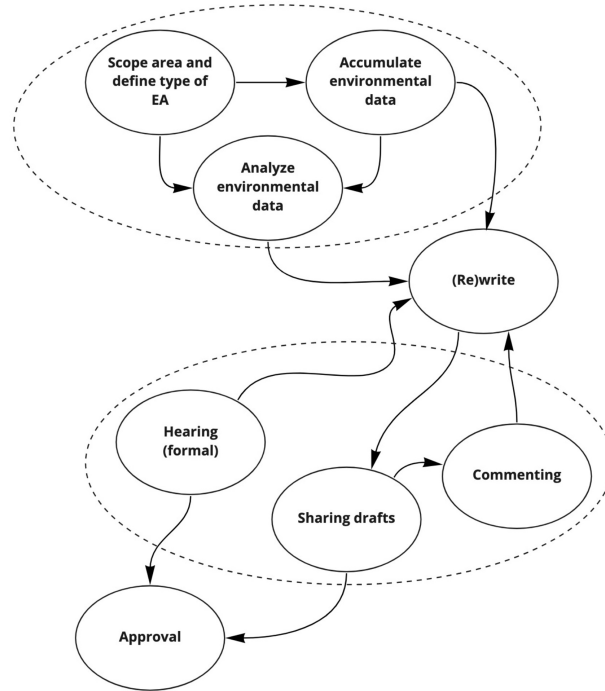 Scope area and
define type of
EA
Accumulate
environmental
data
Analyze
environmental
data
(Re)write
Hearing
(formal)
Commenting
Sharing drafts
Approval